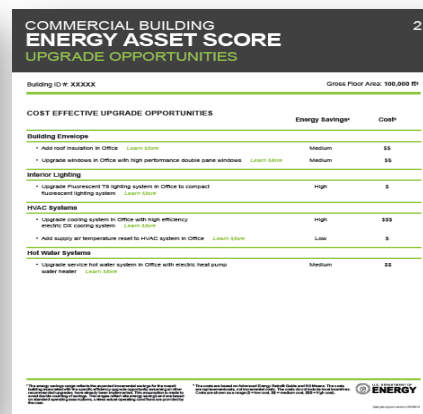 COMMERCIAL BUILDING 2
ENERGY ASSET SCORE
UPGRADE OPPORTUNITIES
Building ID #: XXXXX Gross Floor Area: 100,000 ft²
COST EFFECTIVE UPGRADE OPPORTUNITIES Energy Savingsᵃ Costᵇ
Building Envelope
• Add roof insulation in Office Learn More Medium $$
• Upgrade windows in Office with high performance double pane windows Learn More Medium $$
Interior Lighting
• Upgrade Fluorescent T8 lighting system in Office to compact High $
fluorescent lighting system Learn More
HVAC Systems
• Upgrade cooling system in Office with high efficiency High $$$
electric DX cooling system Learn More
• Add supply air temperature reset to HVAC system in Office Learn More Low $
Hot Water Systems
• Upgrade service hot water system in Office with electric heat pump Medium $$
water heater Learn More
U.S. DEPARTMENT OF
ENERGY